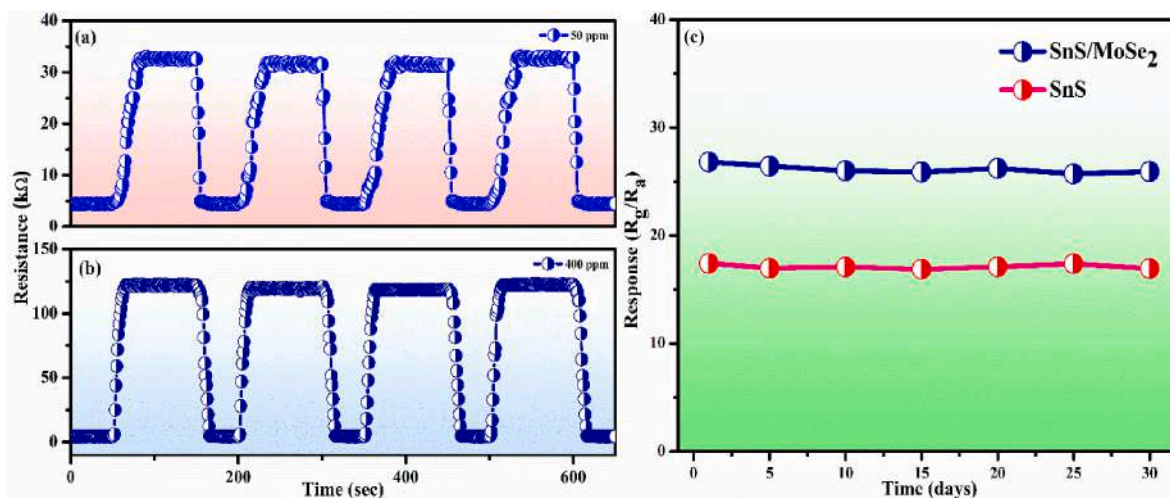 (a)
50 ppm
40
30
20
10
0
(b)
400 ppm
150
100
50
0
Resistance (kΩ)
0 200 400 600
Time (sec)
(c)
SnS/MoSe2
SnS
40
30
20
10
0
Response (Rg/Ra)
0 5 10 15 20 25 30
Time (days)